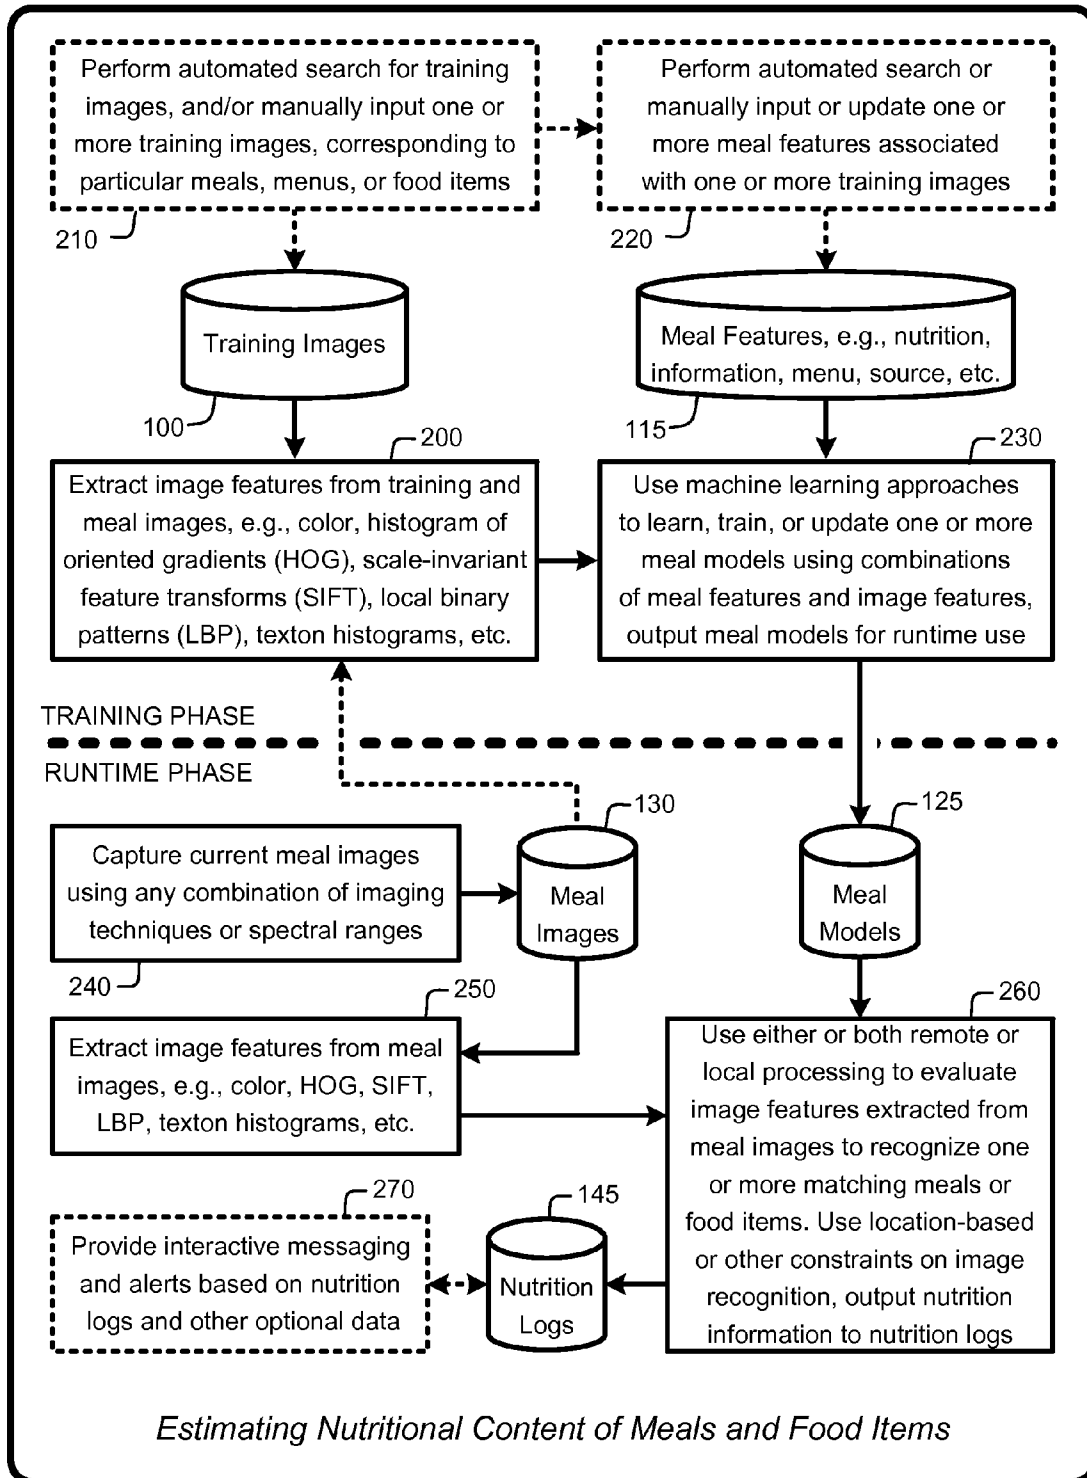 Perform automated search for training
images, and/or manually input one or
more training images, corresponding to
particular meals, menus, or food items
210
Perform automated search or
manually input or update one or
more meal features associated
with one or more training images
220
Training Images
100
Meal Features, e.g., nutrition,
information, menu, source, etc.
115
200
Extract image features from training and
meal images, e.g., color, histogram of
oriented gradients (HOG), scale-invariant
feature transforms (SIFT), local binary
patterns (LBP), texton histograms, etc.
230
Use machine learning approaches
to learn, train, or update one or more
meal models using combinations
of meal features and image features,
output meal models for runtime use
TRAINING PHASE
RUNTIME PHASE
Capture current meal images
using any combination of imaging
techniques or spectral ranges
240
130
Meal
Images
125
Meal
Models
250
Extract image features from meal
images, e.g., color, HOG, SIFT,
LBP, texton histograms, etc.
260
Use either or both remote or
local processing to evaluate
image features extracted from
meal images to recognize one
or more matching meals or
food items. Use location-based
or other constraints on image
recognition, output nutrition
information to nutrition logs
270
Provide interactive messaging
and alerts based on nutrition
logs and other optional data
145
Nutrition
Logs
Estimating Nutritional Content of Meals and Food Items